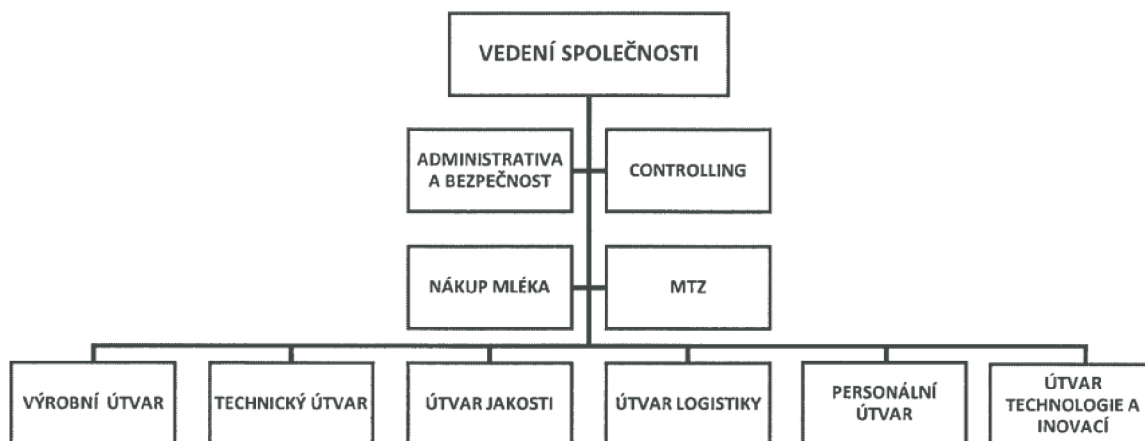 VEDENÍ SPOLEČNOSTI
ADMINISTRATIVA
A BEZPEČNOST
CONTROLLING
NÁKUP MLÉKA
MTZ
VÝROBNÍ ÚTVAR
TECHNICKÝ ÚTVAR
ÚTVAR JAKOSTI
ÚTVAR LOGISTIKY
PERSONÁLNÍ
ÚTVAR
ÚTVAR
TECHNOLOGIE A
INOVACÍ